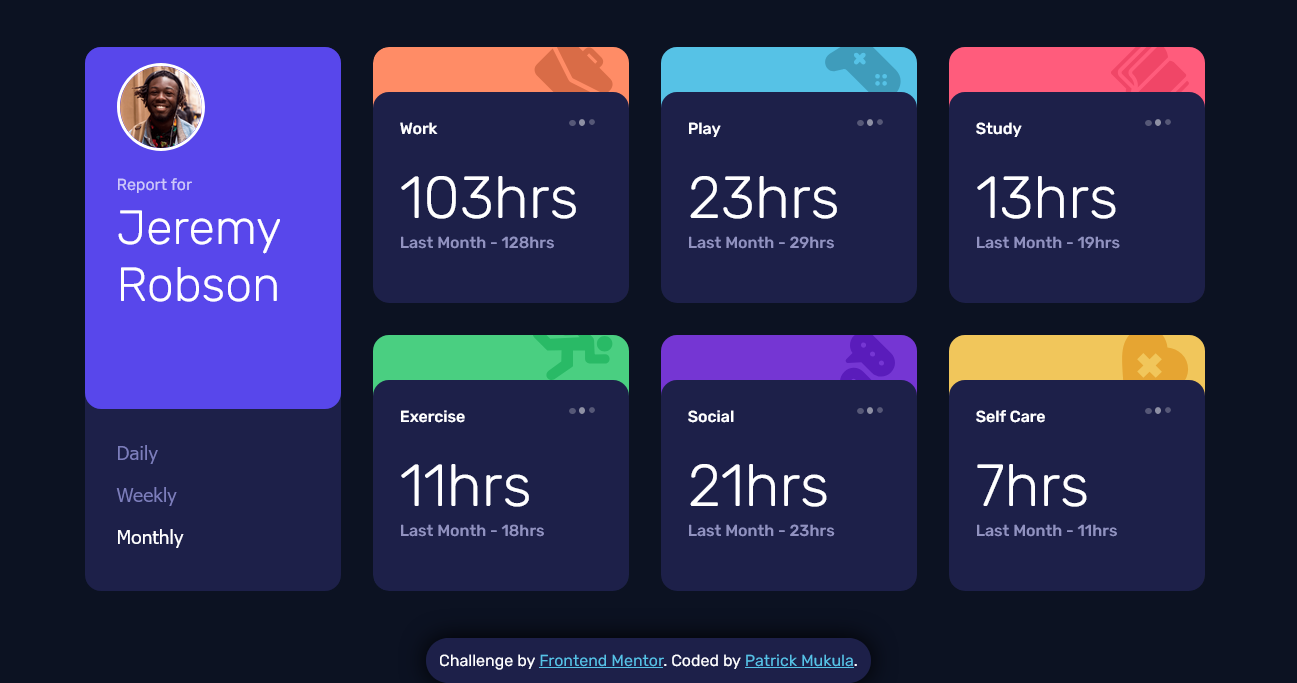 Report for
Jeremy
Robson
Daily
Weekly
Monthly
Work
103hrs
Last Month - 128hrs
Play
23hrs
Last Month - 29hrs
Study
13hrs
Last Month - 19hrs
Exercise
11hrs
Last Month - 18hrs
Social
21hrs
Last Month - 23hrs
Self Care
7hrs
Last Month - 11hrs
Challenge by Frontend Mentor. Coded by Patrick Mukula.